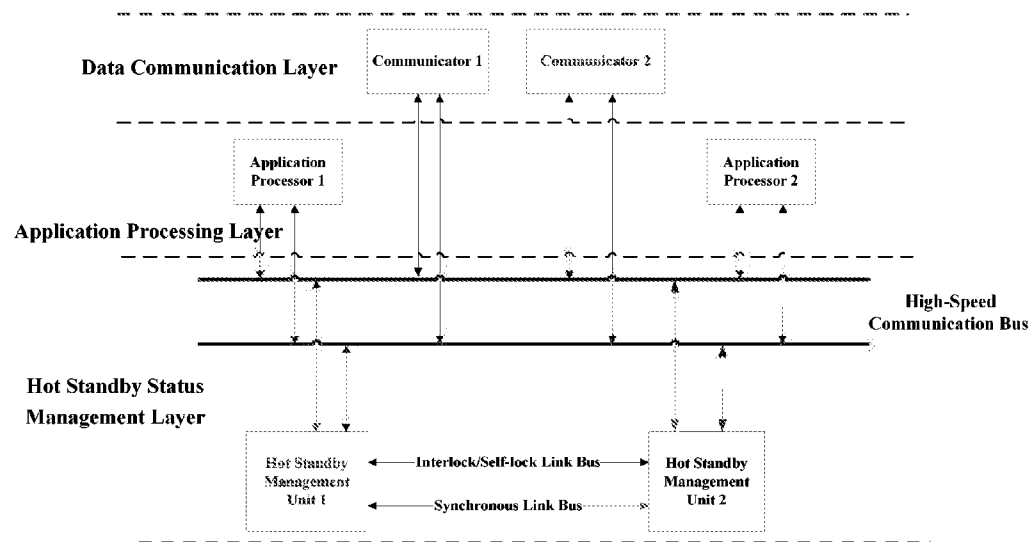 Data Communication Layer
Communicator 1
Communicator 2
Application
Processor 1
Application
Processor 2
Application Processing Layer
High-Speed
Communication Bus
Hot Standby Status
Management Layer
Hot Standby
Management
Unit 1
Interlock/Self-lock Link Bus
Synchronous Link Bus
Hot Standby
Management
Unit 2